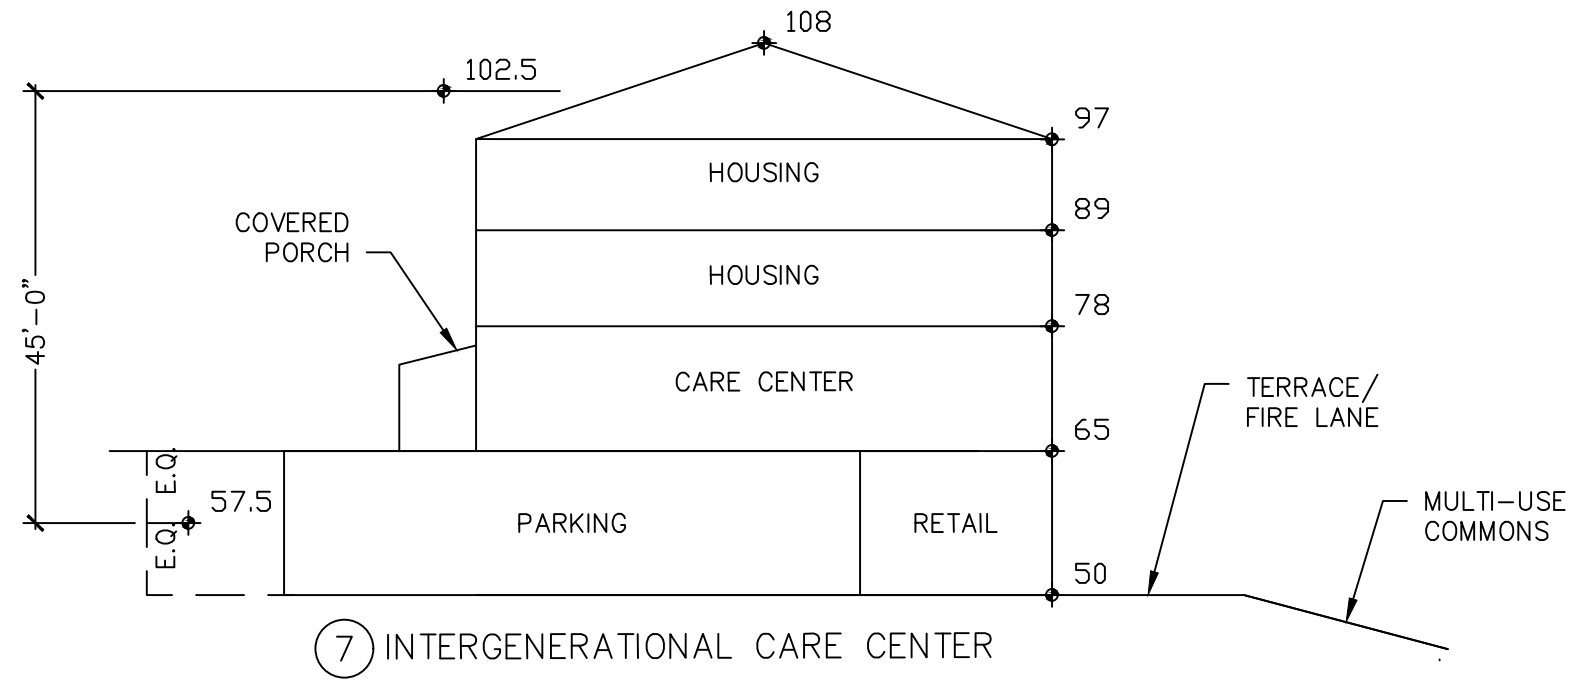 108
102.5
97
HOUSING
COVERED
PORCH
89
HOUSING
45'-0"
78
CARE CENTER
TERRACE/
FIRE LANE
65
E.Q.
57.5
PARKING
RETAIL
MULTI-USE
COMMONS
E.Q.
50
7 INTERGENERATIONAL CARE CENTER